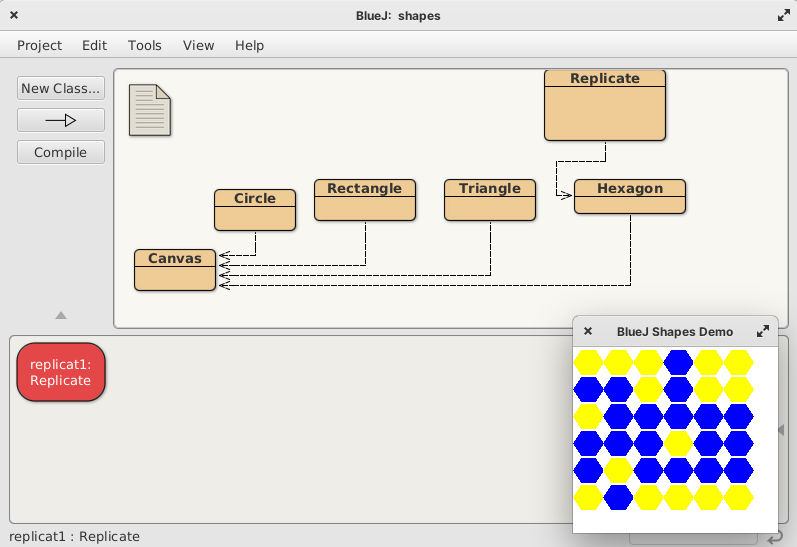 BlueJ: shapes
Project Edit Tools View Help
New Class...
Compile
Replicate
Circle
Rectangle
Triangle
Hexagon
Canvas
BlueJ Shapes Demo
replicat1:
Replicate
replicat1 : Replicate